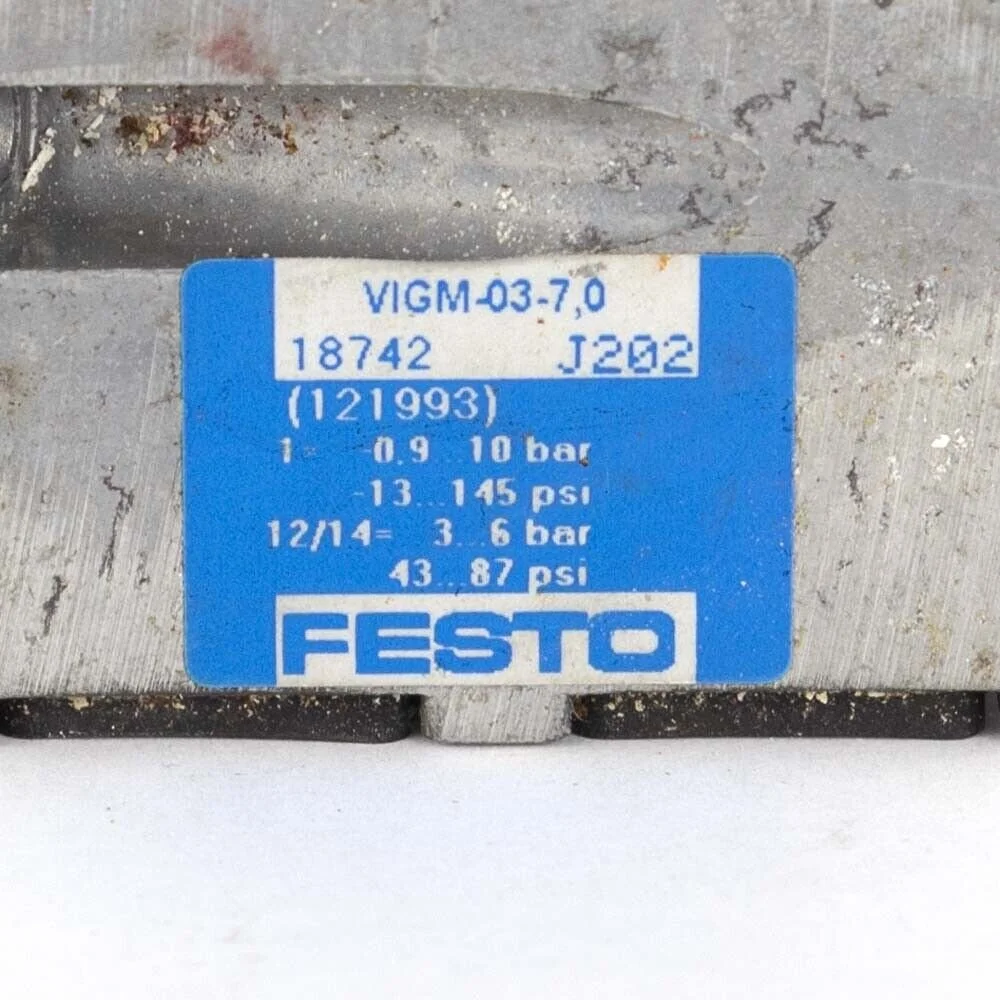 VIGM-03-7,0
18742 J202
(121993)
1= -0.9...10 bar
-13...145 psi
12/14= 3...6 bar
43...87 psi
FESTO